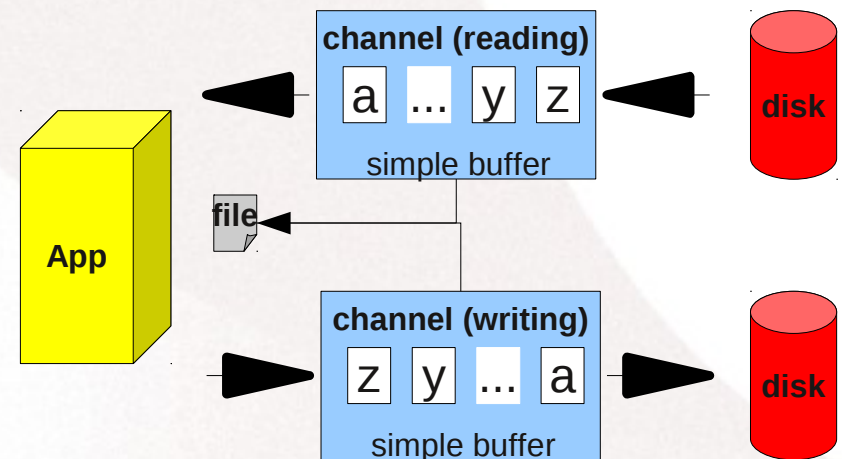 channel (reading)
a ... y z
simple buffer
disk
file
App
channel (writing)
z y ... a
simple buffer
disk